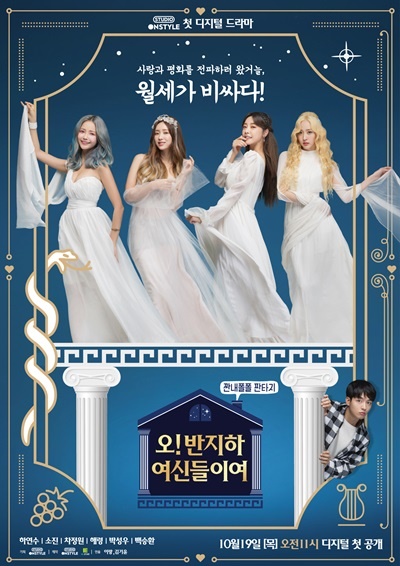 STUDIO
ONSTYLE 첫 디지털 드라마
사랑과 평화를 전파하러 왔거늘,
월세가 비싸다!
짠내폴폴 판타지
오! 반지하
여신들이여
하연수 | 소진 | 차정원 | 해령 | 박성우 | 백승환
10월19일 [목] 오전11시 디지털 첫 공개